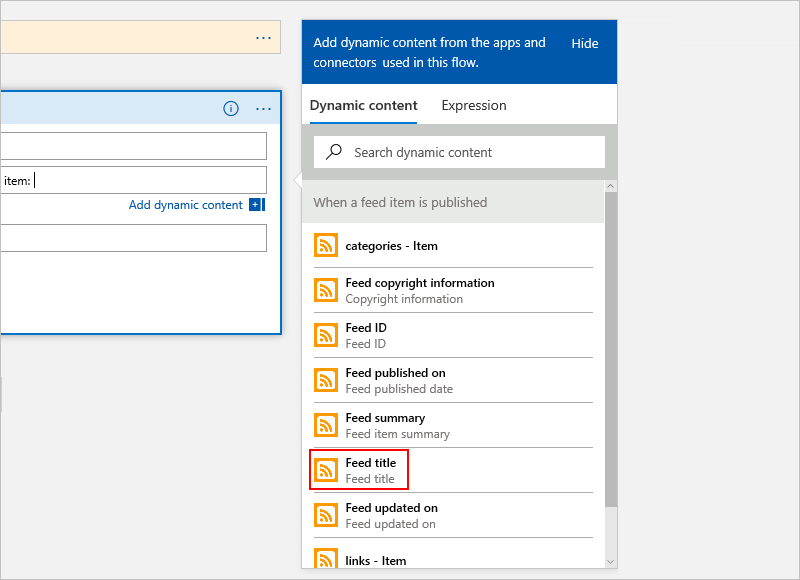 item:
Add dynamic content
Add dynamic content from the apps and
connectors used in this flow.
Hide
Dynamic content
Expression
Search dynamic content
When a feed item is published
categories - Item
Feed copyright information
Copyright information
Feed ID
Feed ID
Feed published on
Feed published date
Feed summary
Feed item summary
Feed title
Feed title
Feed updated on
Feed updated on
links - Item